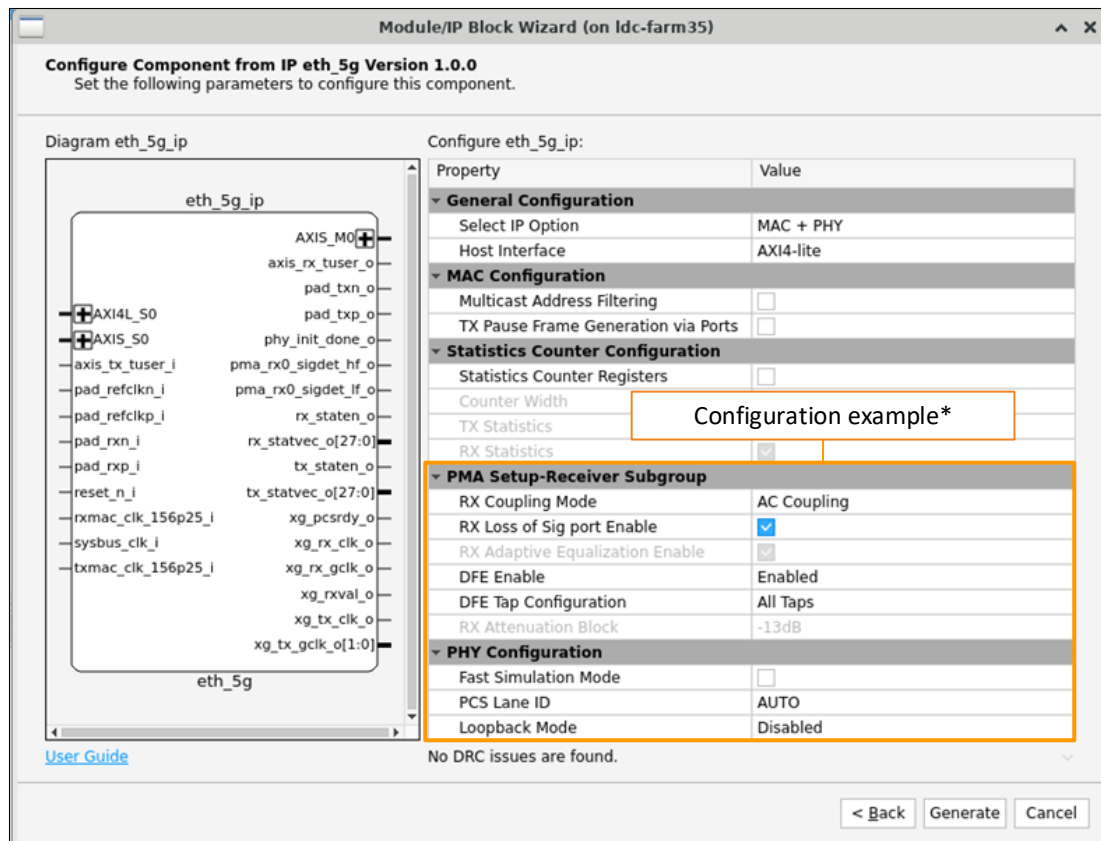 Module/IP Block Wizard (on ldc-farm35)
Configure Component from IP eth_5g Version 1.0.0
Set the following parameters to configure this component.
Diagram eth_5g_ip
eth_5g_ip
AXIS_M0
axis_rx_tuser_o
pad_txn_o
AXI4L_S0 pad_txp_o
AXIS_S0 phy_init_done_o
axis_tx_tuser_i pma_rx0_sigdet_hf_o
pad_refclkn_i pma_rx0_sigdet_lf_o
pad_refclkp_i rx_staten_o
pad_rxn_i rx_statvec_o[27:0]
pad_rxp_i tx_staten_o
reset_n_i tx_statvec_o[27:0]
rxmac_clk_156p25_i xg_pcsrdy_o
sysbus_clk_i xg_rx_clk_o
txmac_clk_156p25_i xg_rx_gclk_o
xg_rxval_o
xg_tx_clk_o
xg_tx_gclk_o[1:0]
eth_5g
User Guide
Configure eth_5g_ip:
Property Value
General Configuration
Select IP Option MAC + PHY
Host Interface AXI4-lite
MAC Configuration
Multicast Address Filtering
TX Pause Frame Generation via Ports
Statistics Counter Configuration
Statistics Counter Registers
Counter Width
TX Statistics
RX Statistics
Configuration example*
PMA Setup-Receiver Subgroup
RX Coupling Mode AC Coupling
RX Loss of Sig port Enable
RX Adaptive Equalization Enable
DFE Enable Enabled
DFE Tap Configuration All Taps
RX Attenuation Block -13dB
PHY Configuration
Fast Simulation Mode
PCS Lane ID AUTO
Loopback Mode Disabled
No DRC issues are found.
< Back Generate Cancel